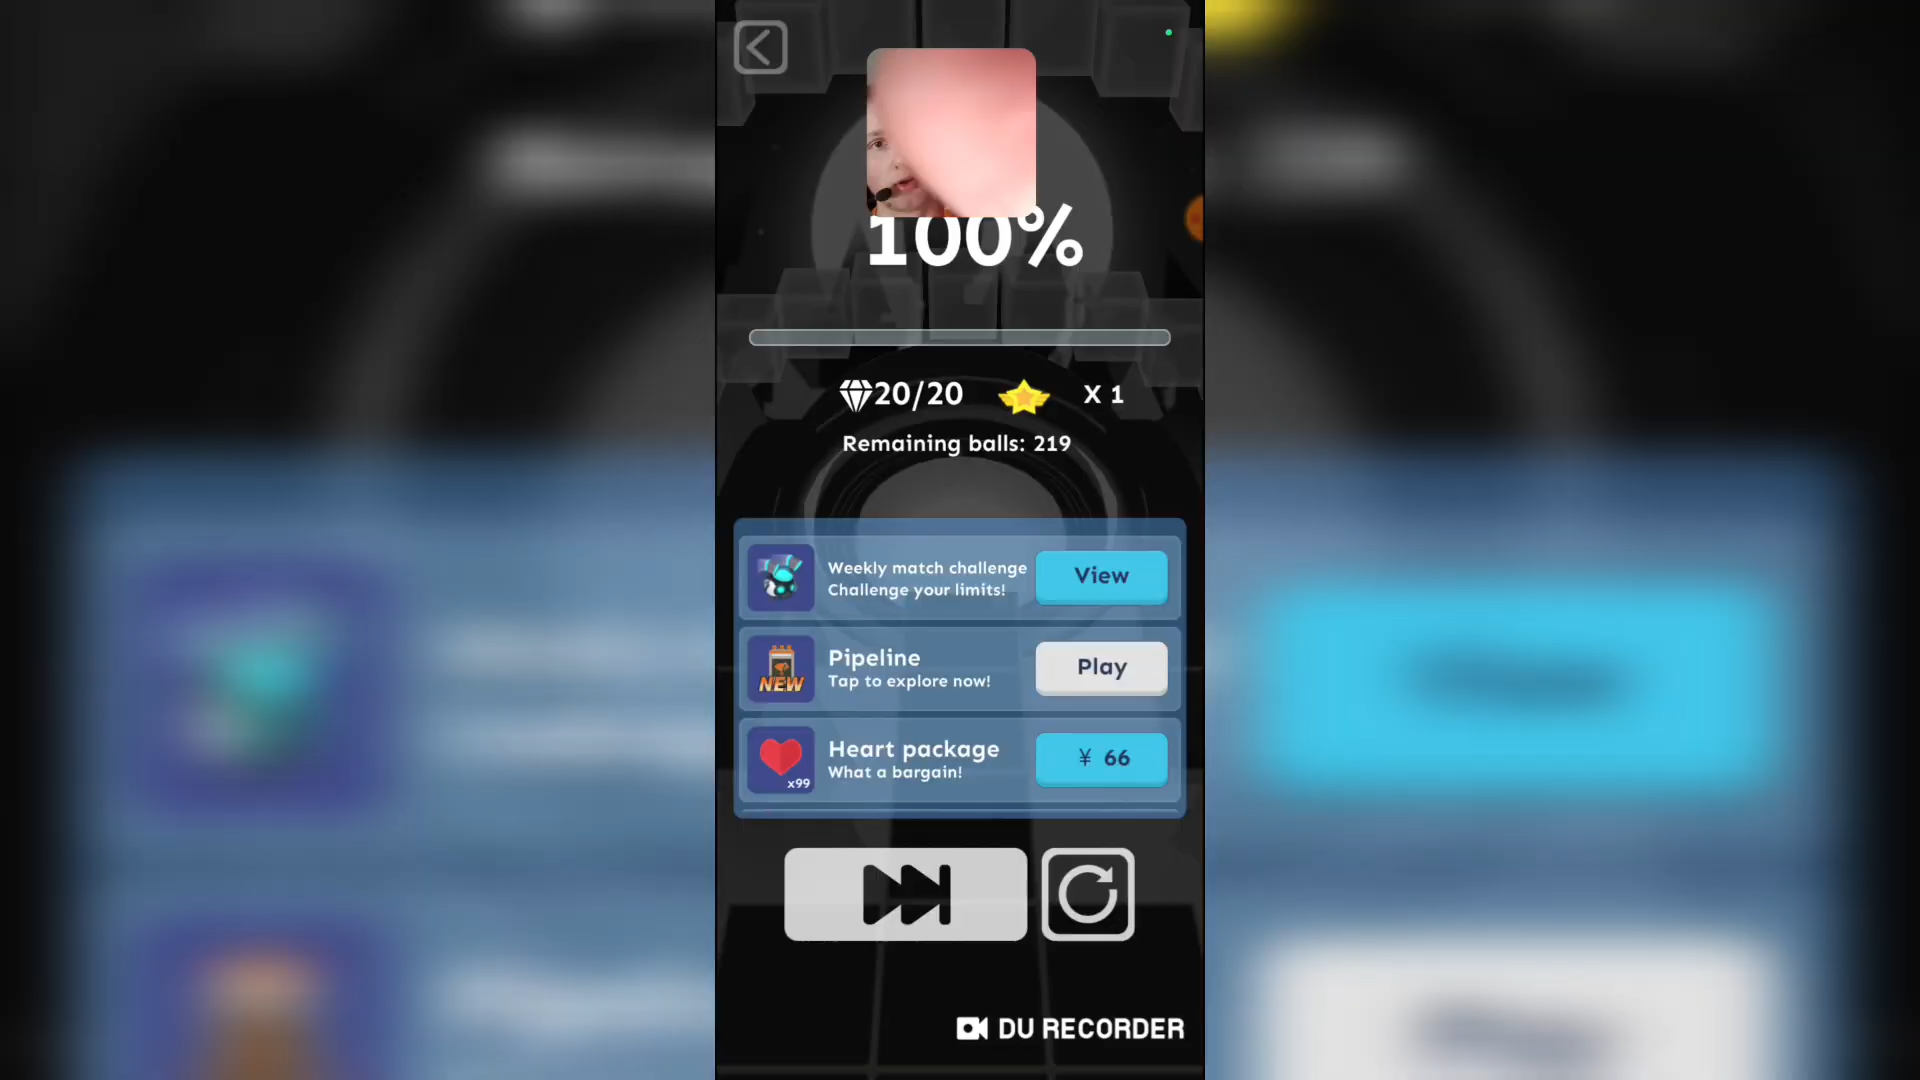 100%
20/20 X 1
Remaining balls: 219
Weekly match challenge
Challenge your limits!
View
Pipeline
Tap to explore now!
NEW
Play
Heart package
What a bargain!
x99
¥ 66
DU RECORDER